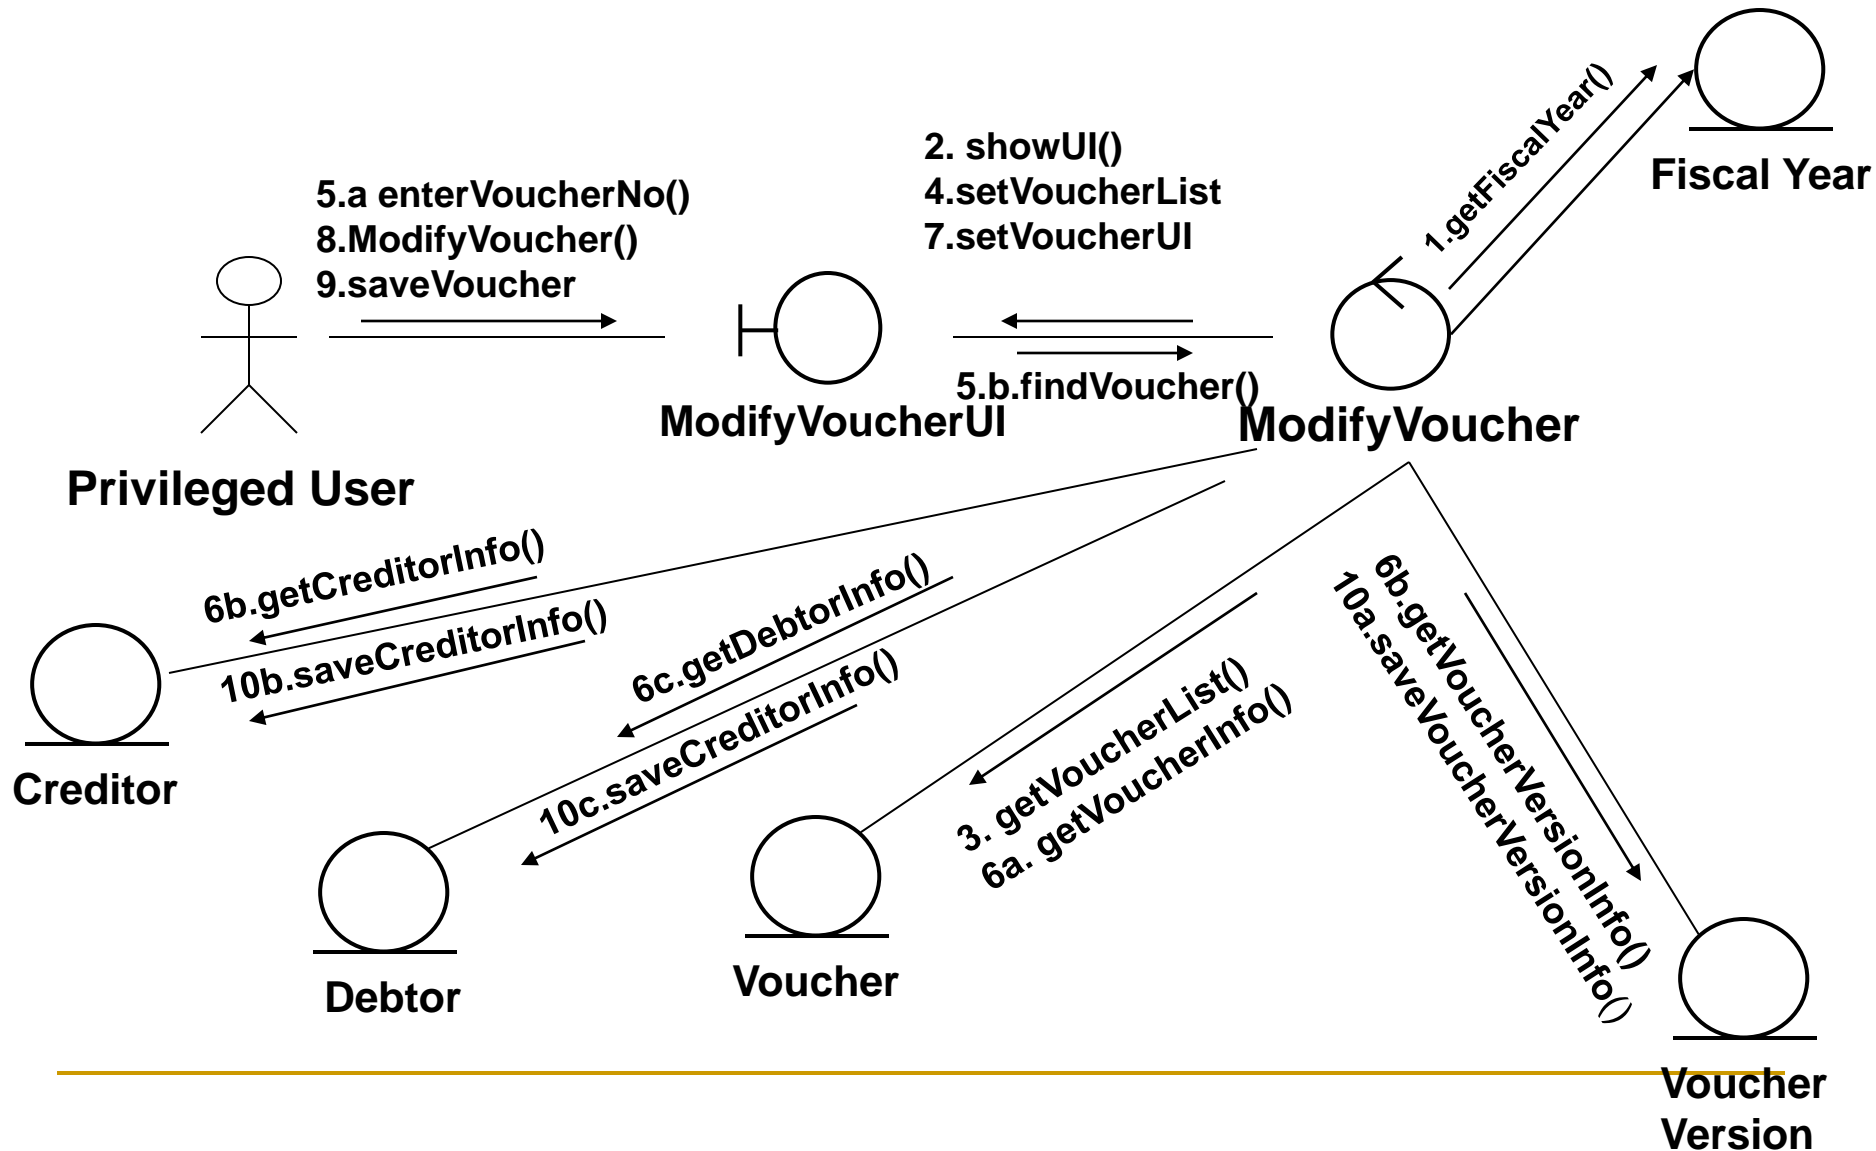 1.getFiscalYear()
Fiscal Year
2. showUI()
4.setVoucherList
7.setVoucherUI
5.a enterVoucherNo()
8.ModifyVoucher()
9.saveVoucher
5.b.findVoucher()
ModifyVoucherUI
ModifyVoucher
Privileged User
6b.getCreditorInfo()
10b.saveCreditorInfo()
6c.getDebtorInfo()
10c.saveCreditorInfo()
3. getVoucherList()
6a. getVoucherInfo()
6b.getVoucherVersionInfo()
10a.saveVoucherVersionInfo()
Creditor
Debtor
Voucher
Voucher
Version